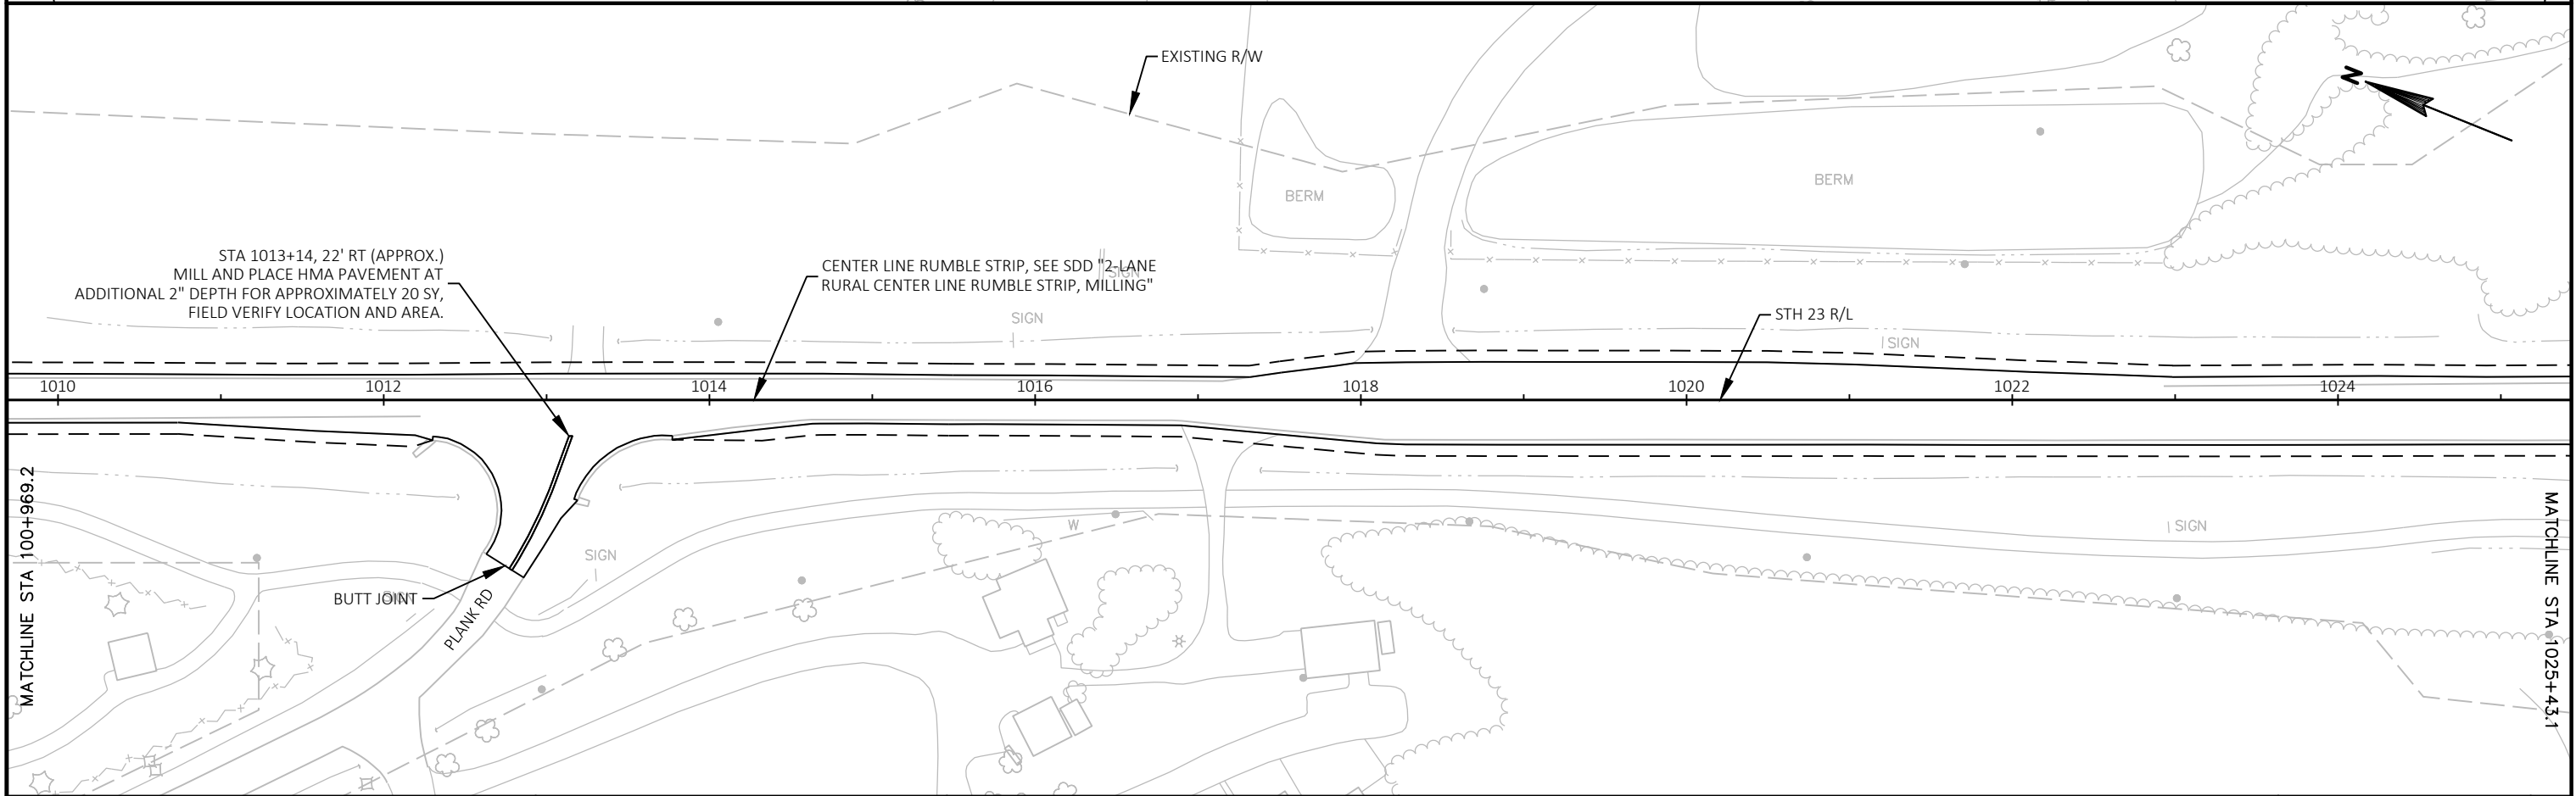 EXISTING R/W
N
BERM
BERM
STA 1013+14, 22' RT (APPROX.)
MILL AND PLACE HMA PAVEMENT AT
ADDITIONAL 2" DEPTH FOR APPROXIMATELY 20 SY,
FIELD VERIFY LOCATION AND AREA.
CENTER LINE RUMBLE STRIP, SEE SDD "2-LANE
RURAL CENTER LINE RUMBLE STRIP, MILLING"
SIGN
SIGN
STH 23 R/L
SIGN
1010
1012
1014
1016
1018
1020
1022
1024
MATCHLINE STA 100+969.2
MATCHLINE STA 1025+43.1
W
SIGN
SIGN
BUTT JOINT
SIGN
PLANK RD